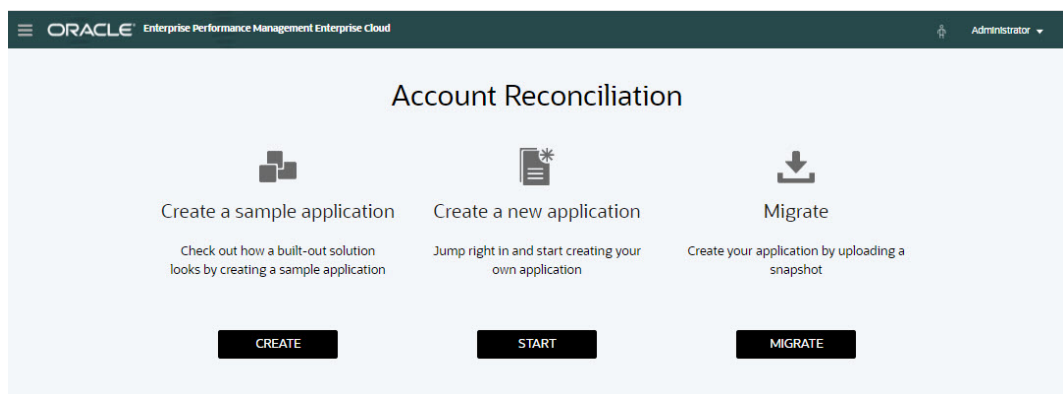 ORACLE Enterprise Performance Management Enterprise Cloud Administrator
Account Reconciliation
Create a sample application
Check out how a built-out solution
looks by creating a sample application
CREATE
Create a new application
Jump right in and start creating your
own application
START
Migrate
Create your application by uploading a
snapshot
MIGRATE